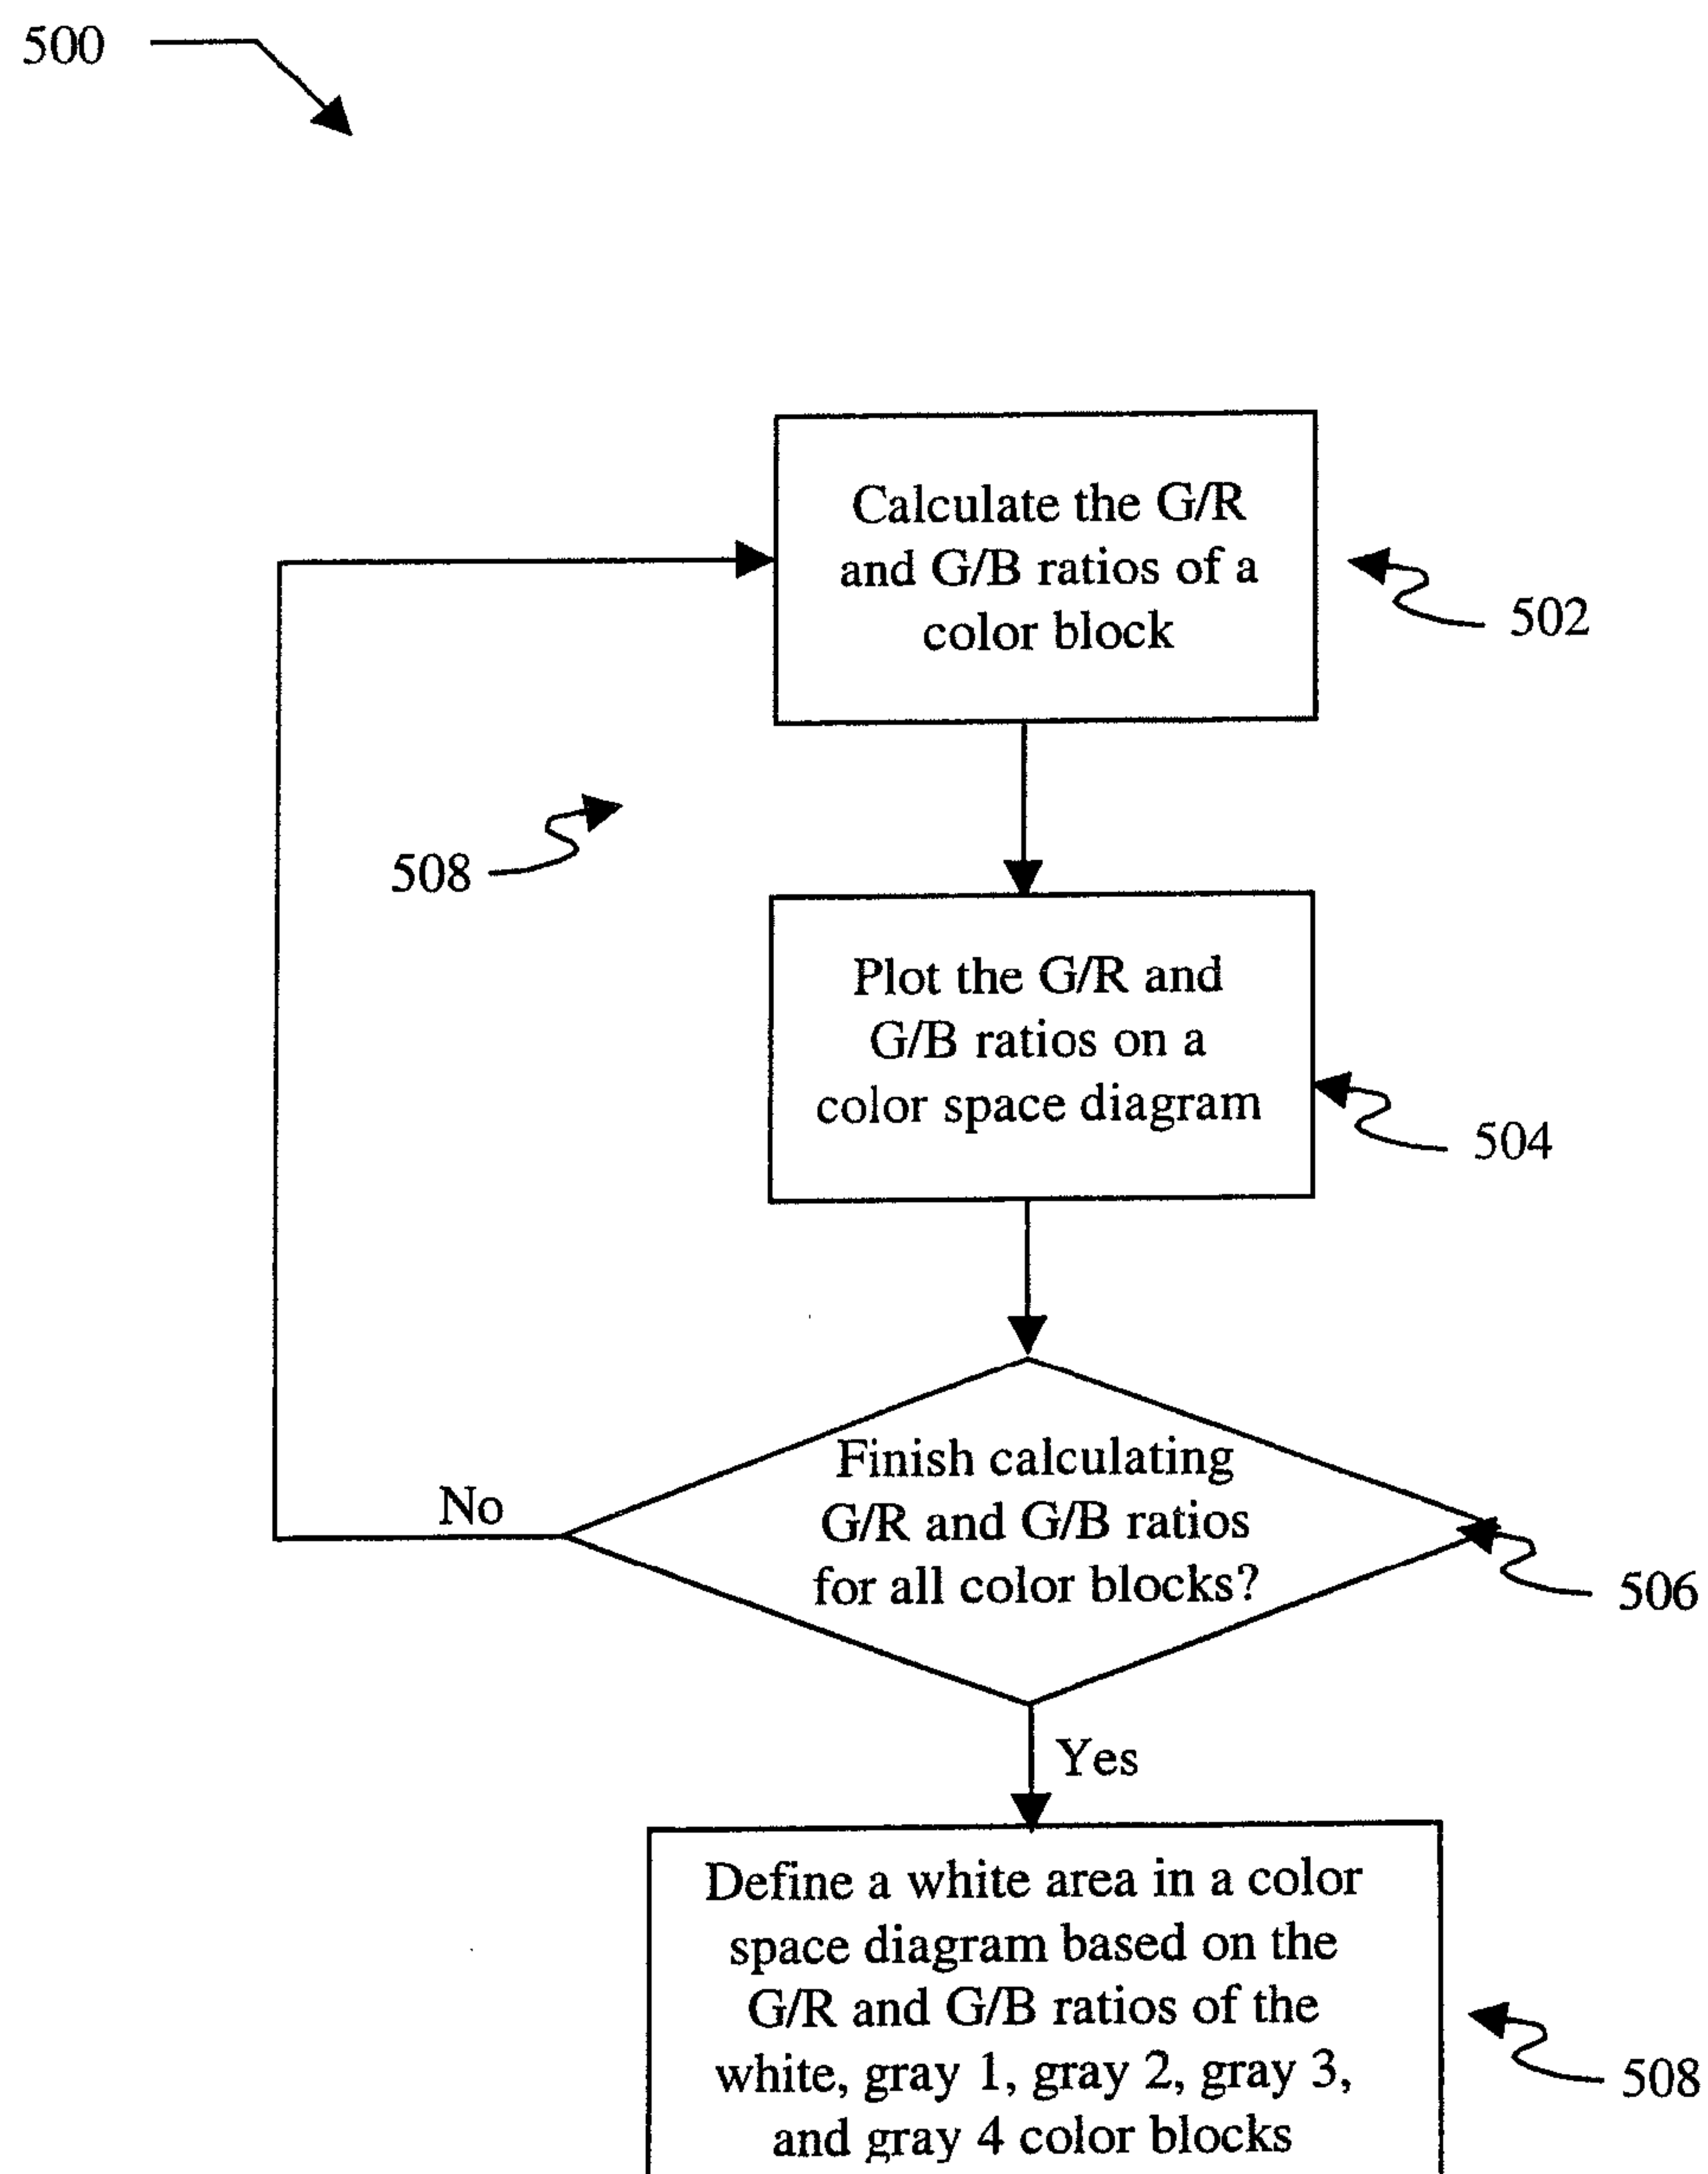 500
Calculate the G/R
and G/B ratios of a
color block
502
508
Plot the G/R and
G/B ratios on a
color space diagram
504
Finish calculating
G/R and G/B ratios
for all color blocks?
No
506
Yes
Define a white area in a color
space diagram based on the
G/R and G/B ratios of the
white, gray 1, gray 2, gray 3,
and gray 4 color blocks
508